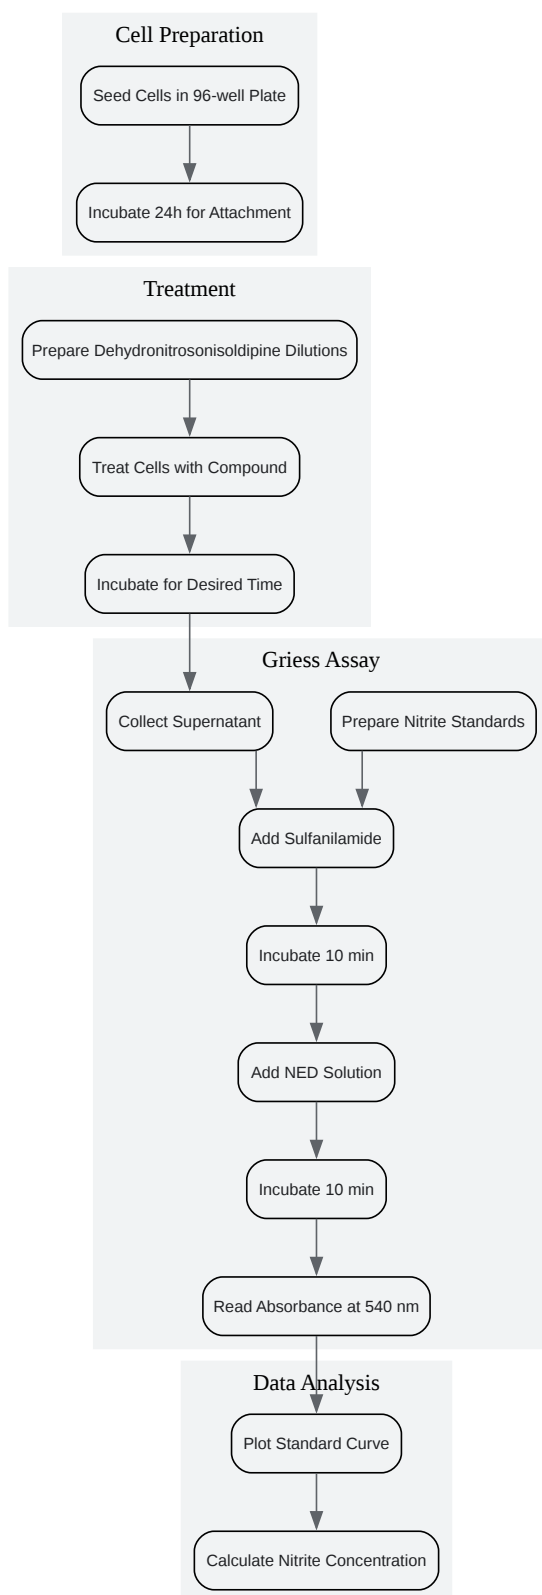 Cell Preparation
Seed Cells in 96-well Plate
Incubate 24h for Attachment
Treatment
Prepare Dehydronitrosonisoldipine Dilutions
Treat Cells with Compound
Incubate for Desired Time
Griess Assay
Collect Supernatant
Prepare Nitrite Standards
Add Sulfanilamide
Incubate 10 min
Add NED Solution
Incubate 10 min
Read Absorbance at 540 nm
Data Analysis
Plot Standard Curve
Calculate Nitrite Concentration